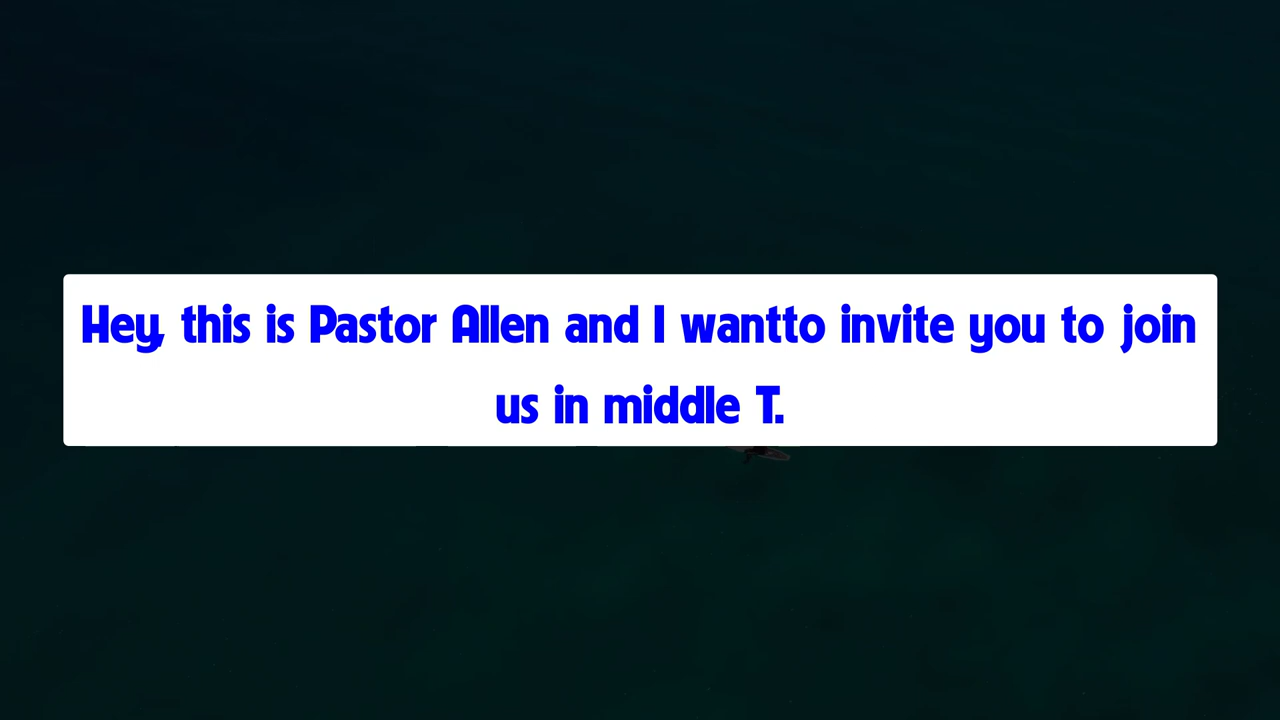 Hey, this is Pastor Allen and I wantto invite you to join
us in middle T.